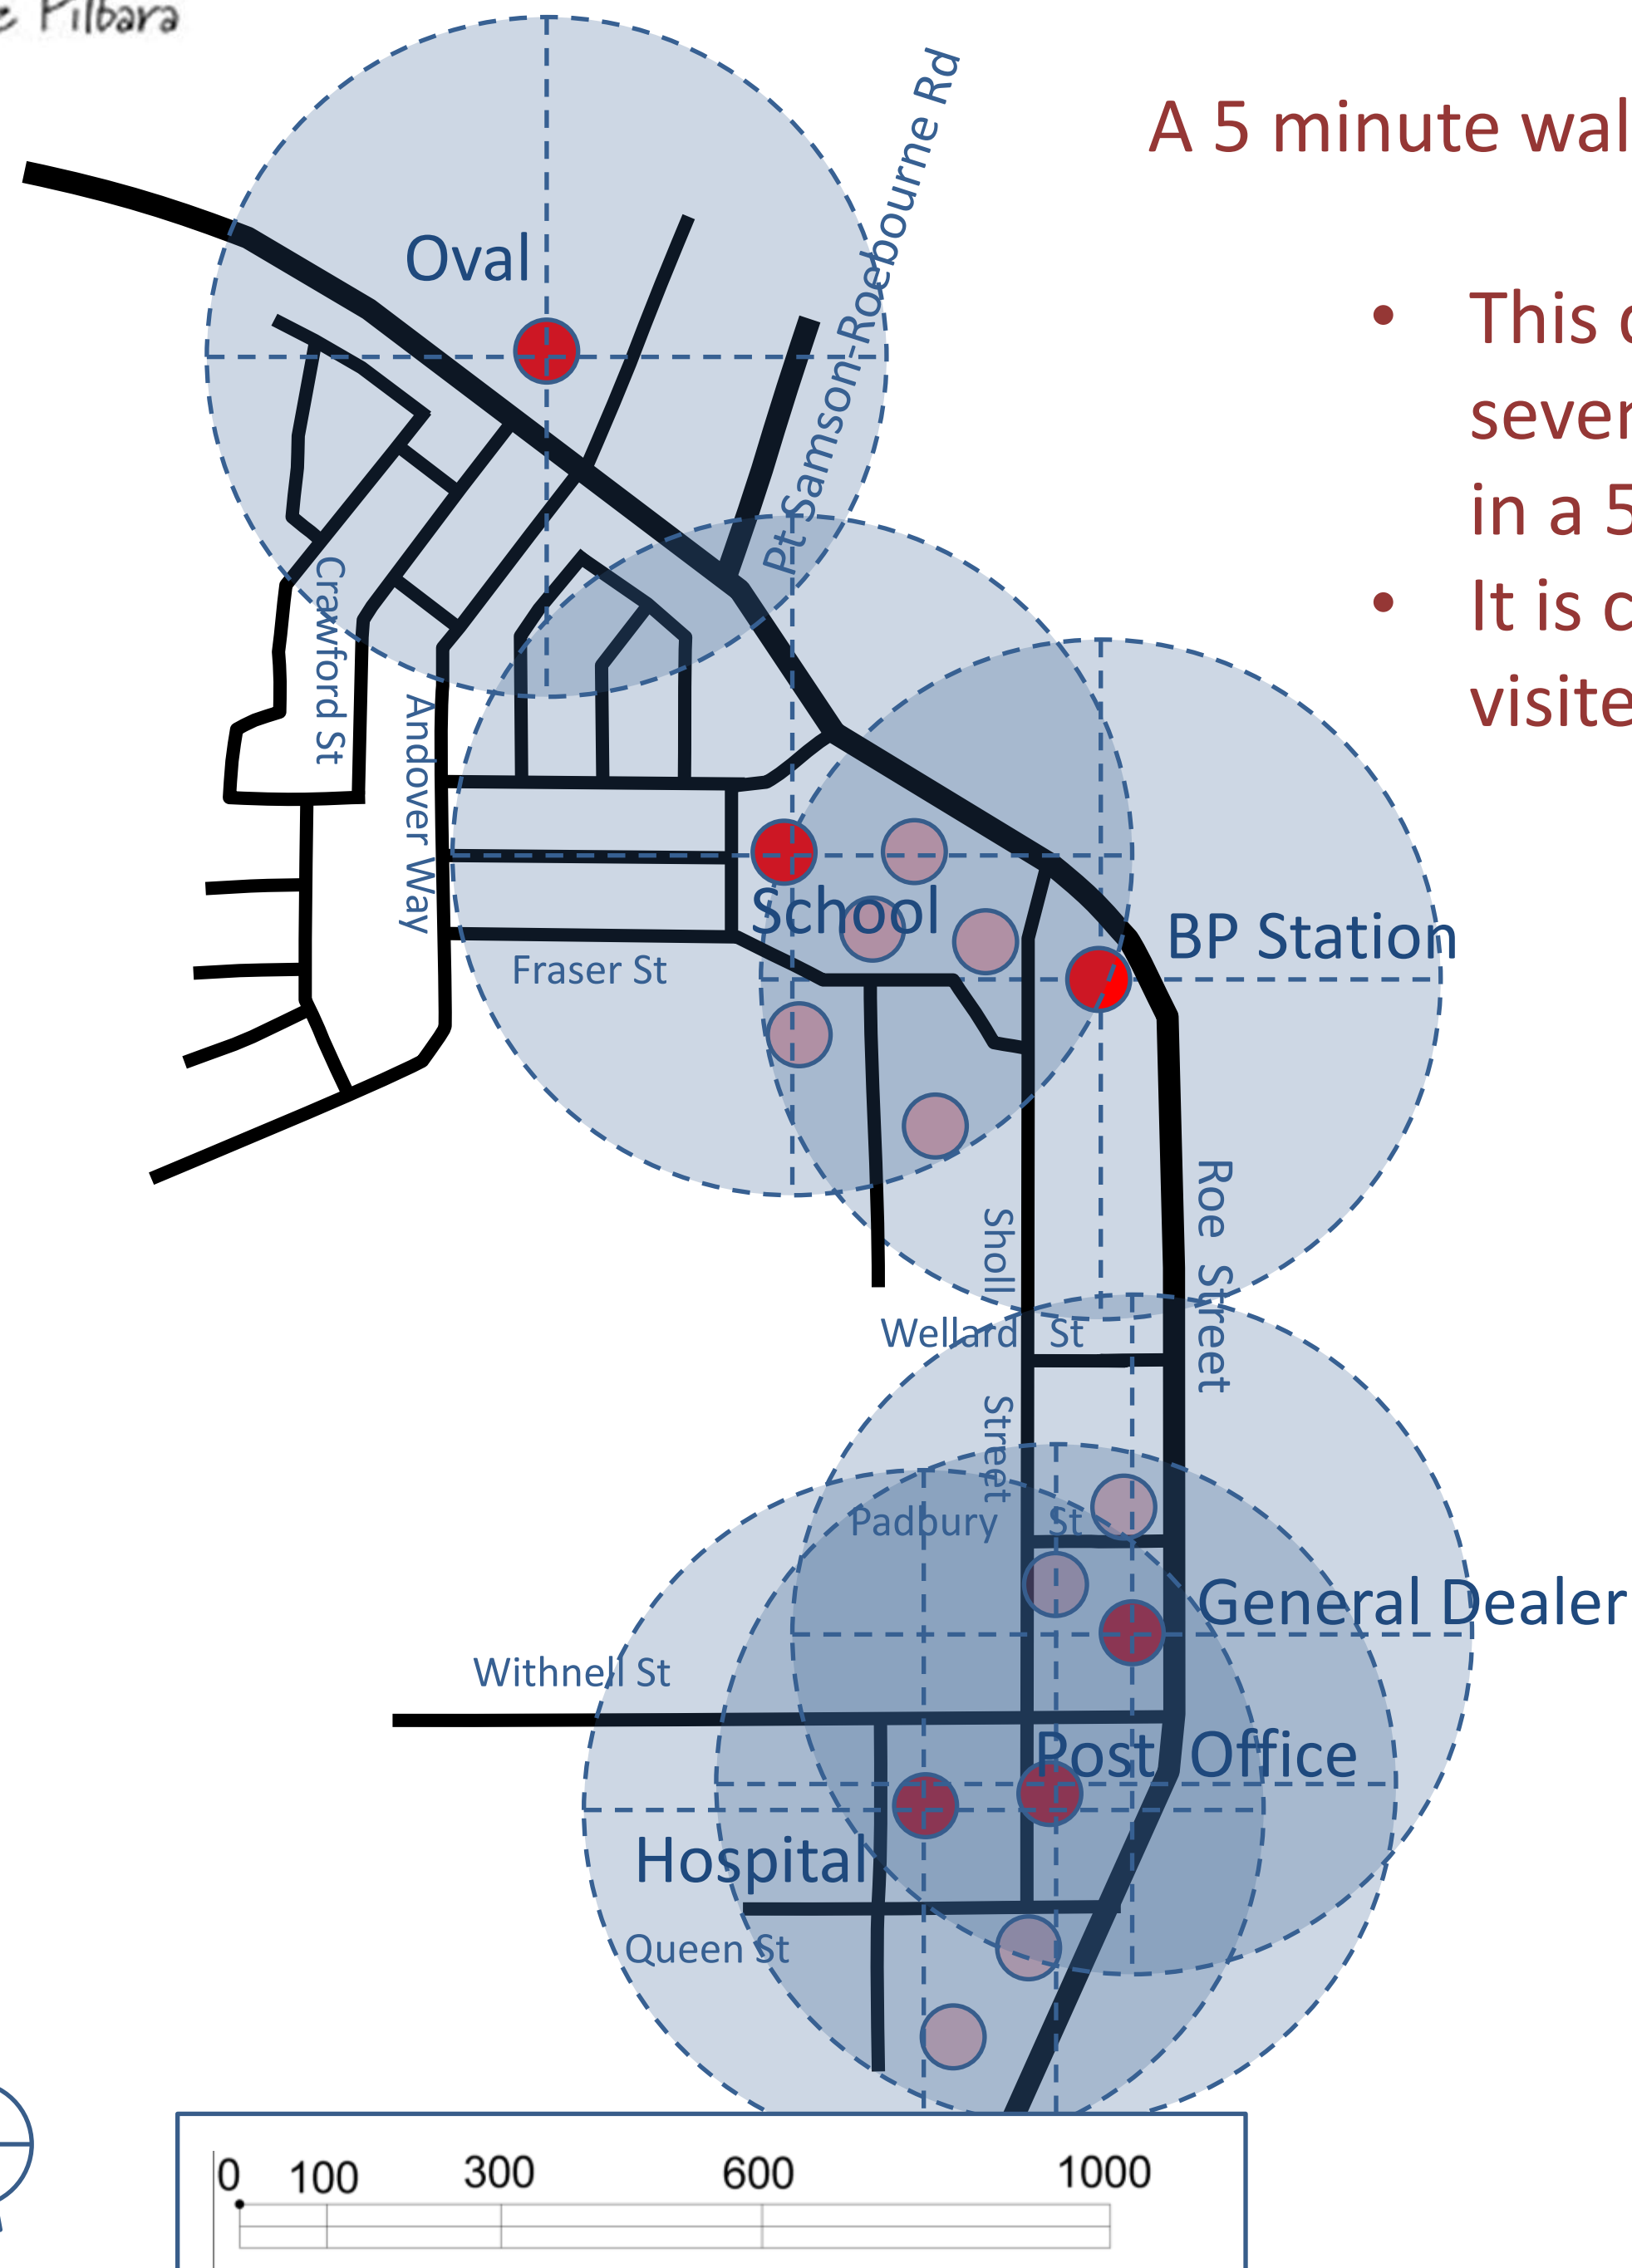 Pilbara
A 5 minute wal
Pt Samson-Roebourne Rd
Oval
This
in a 5
It is
visite
Crawford St
Andover Way
School
BP Station
Fraser St
Roe Street
Sholl Street
Wellard St
Padbury St
General Dealer
Withnell St
Post Office
Hospital
Queen St
0 100 300 600 1000